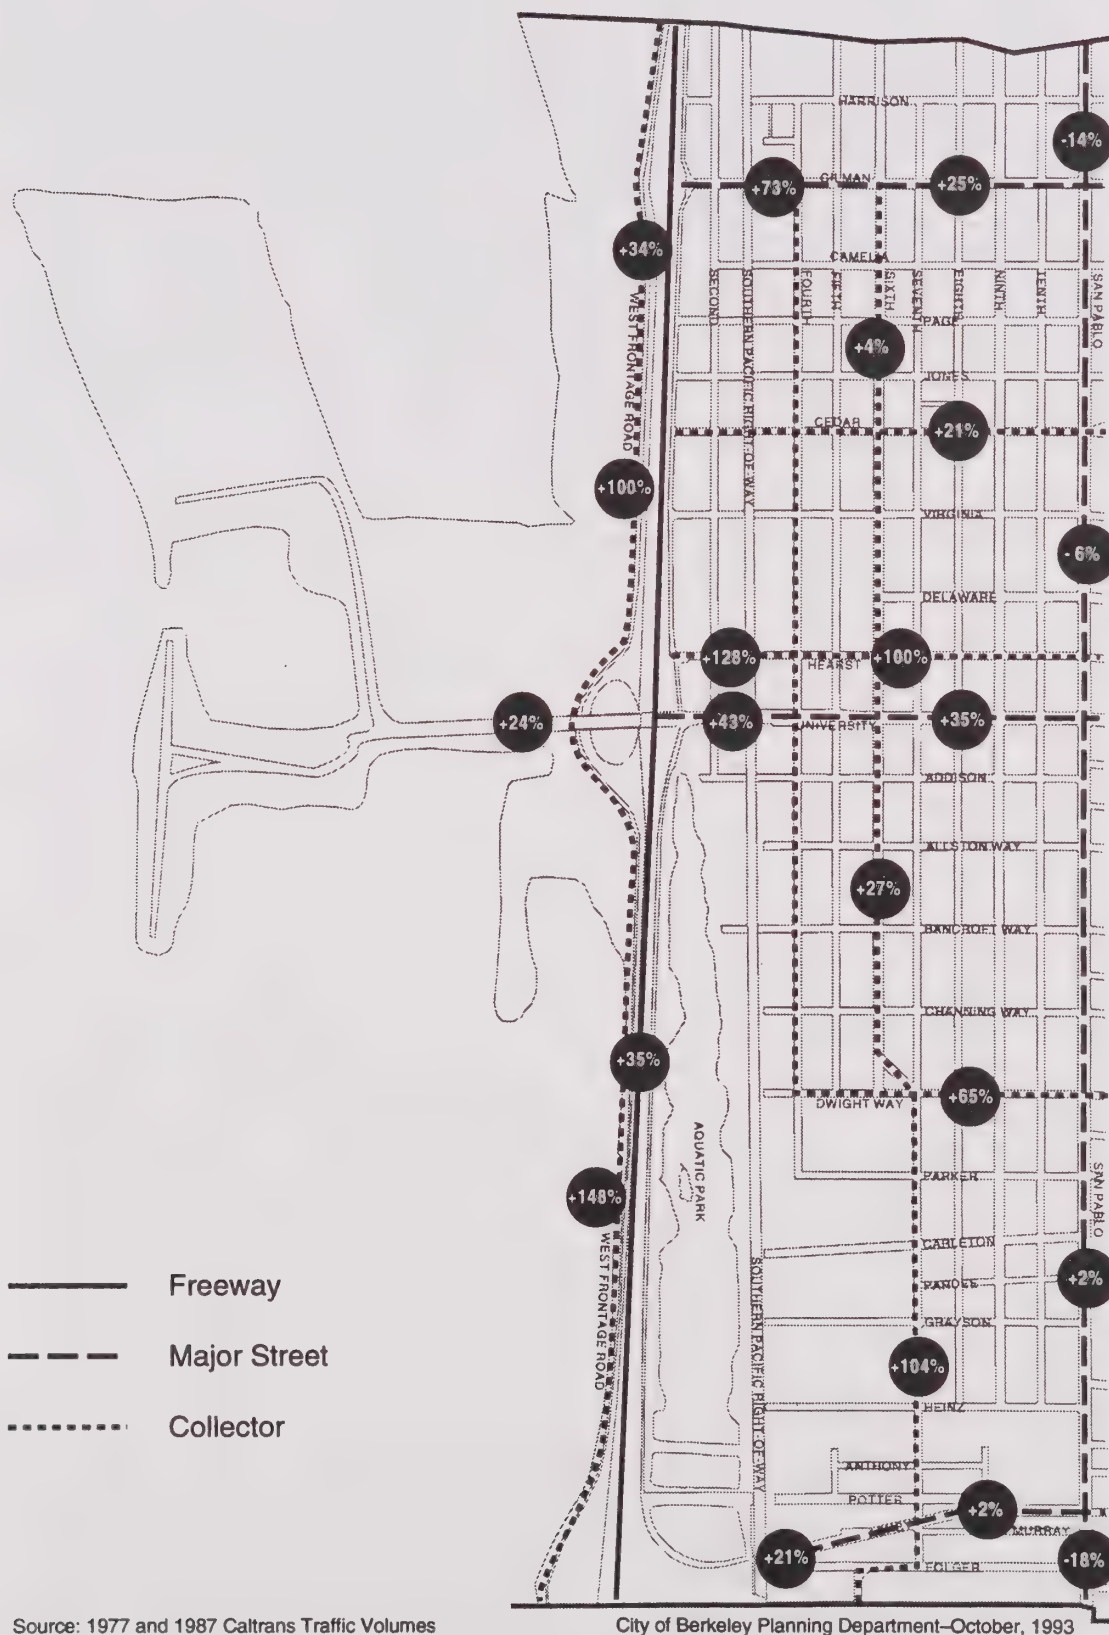 HARRISON
-14%
+73%
GILMAN
+25%
+34%
CAMELIA
SECOND
SOUTHERN PACIFIC RIGHT OF WAY
FOURTH
FIFTH
SIXTH
SEVENTH
EIGHTH
NINTH
TENTH
SAN PABLO
WEST FRONTAGE ROAD
PAGE
+4%
JONES
CEDAR
+21%
+100%
VIRGINIA
- 6%
DELAWARE
+128%
HEARST
+100%
+24%
+43%
UNIVERSITY
+35%
ADDISON
ALLSTON WAY
+27%
BANCROFT WAY
CHANNING WAY
+35%
DWIGHT WAY
+65%
AQUATIC PARK
PARKER
SAN PABLO
+148%
WEST FRONTAGE ROAD
CARLETON
SOUTHERN PACIFIC RIGHT-OF-WAY
PARDEE
+2%
Freeway
GRAYSON
Major Street
+104%
HEINZ
Collector
ANTHONY
POTTER
+2%
MURRAY
+21%
FOLGER
-18%
Source: 1977 and 1987 Caltrans Traffic Volumes
City of Berkeley Planning Department–October, 1993